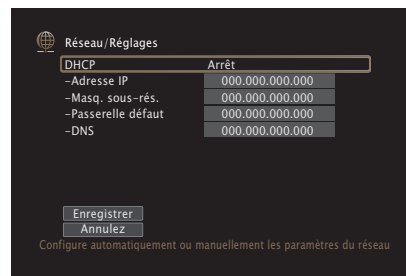 Réseau/Réglages
DHCP Arrêt
-Adresse IP 000.000.000.000
-Masq. sous-rés. 000.000.000.000
-Passerelle défaut 000.000.000.000
-DNS 000.000.000.000
Enregistrer
Annulez
Configure automatiquement ou manuellement les paramètres du réseau